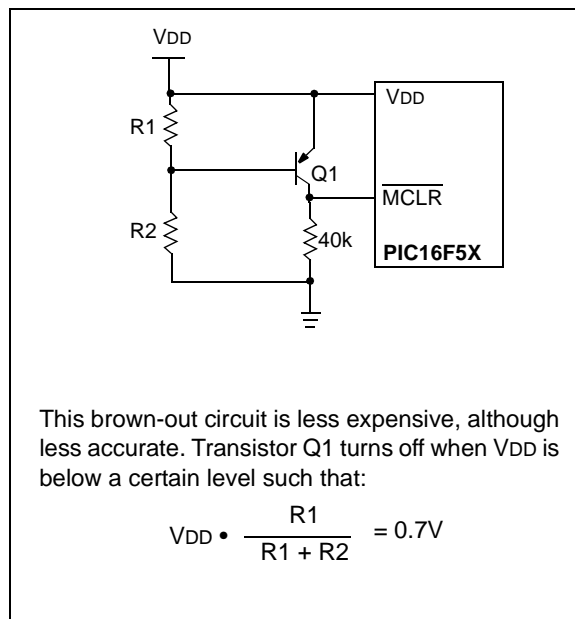 VDD
VDD
R1
Q1
MCLR
R2
40k
PIC16F5X
This brown-out circuit is less expensive, although
less accurate. Transistor Q1 turns off when VDD is
below a certain level such that:
VDD • R1 / R1 + R2 = 0.7V